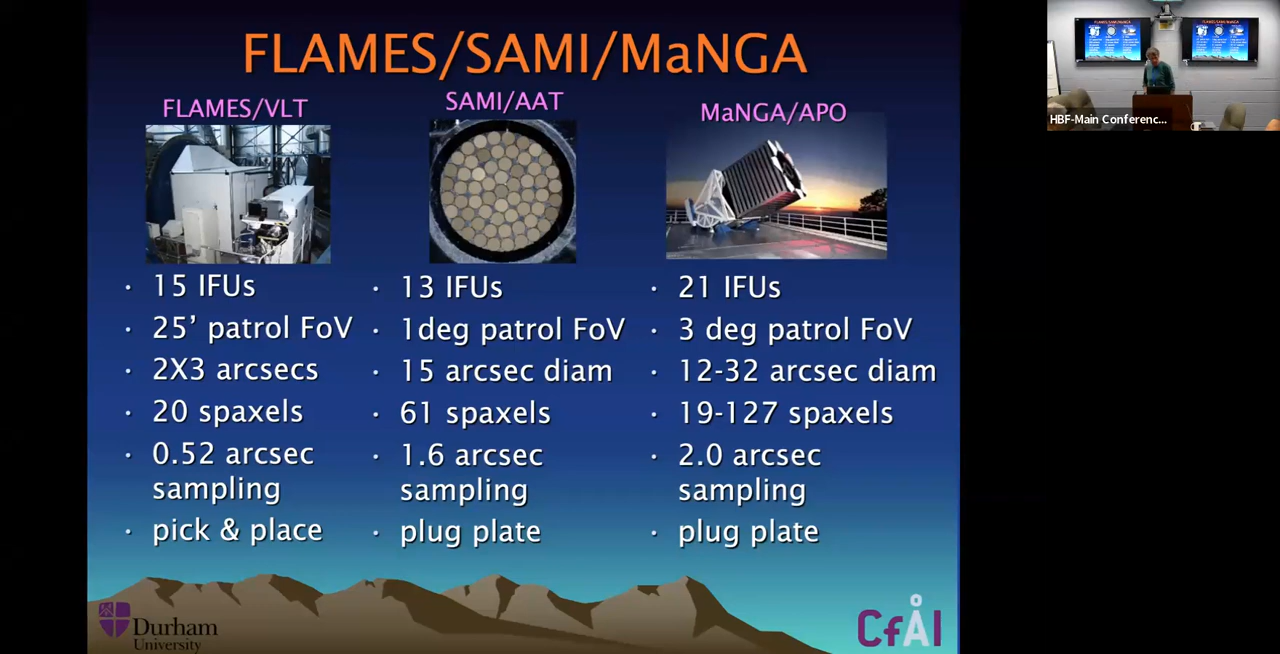 FLAMES/SAMI/MaNGA
FLAMES/VLT
· 15 IFUs
· 25’ patrol FoV
· 2X3 arcsecs
· 20 spaxels
· 0.52 arcsec
sampling
· pick & place
SAMI/AAT
· 13 IFUs
· 1deg patrol FoV
· 15 arcsec diam
· 61 spaxels
· 1.6 arcsec
sampling
· plug plate
MaNGA/APO
· 21 IFUs
· 3 deg patrol FoV
· 12-32 arcsec diam
· 19-127 spaxels
· 2.0 arcsec
sampling
· plug plate
Durham
University
CfAI
HBF-Main Conferenc...